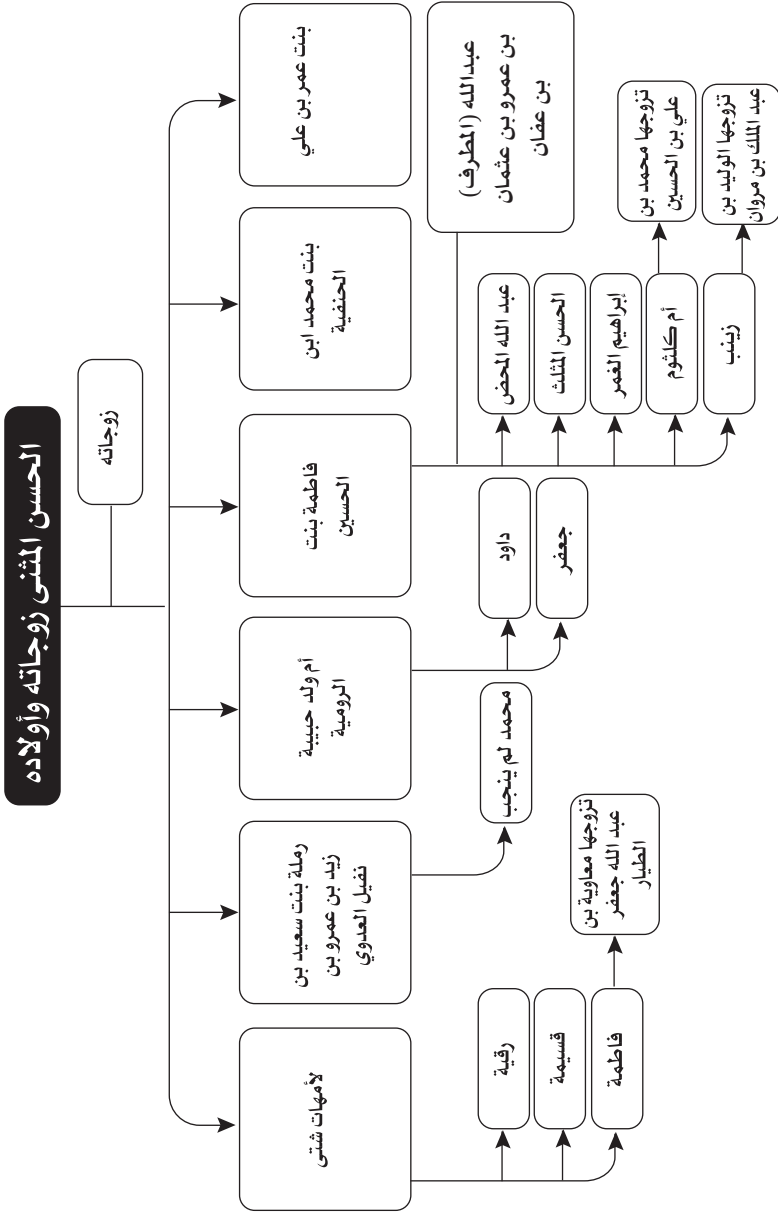 الحسن المثنى زوجاته وأولاده
زوجاته
بنت عمر بن علي
بنت محمد ابن
الحنفية
فاطمة بنت
الحسين
أم ولد حبيبة
الرومية
رملة بنت سعيد بن
زيد بن عمرو بن
نفيل العدوي
لأمهات شتى
عبدالله (المطرف)
بن عمرو بن عثمان
بن عفان
عبد الله المحض
الحسن المثلث
إبراهيم الغمر
أم كلثوم
تزوجها محمد بن
علي بن الحسين
زينب
تزوجها الوليد بن
عبد الملك بن مروان
داود
جعفر
محمد لم ينجب
رقية
قسيمة
فاطمة
تزوجها معاوية بن
عبد الله جعفر
الطيار